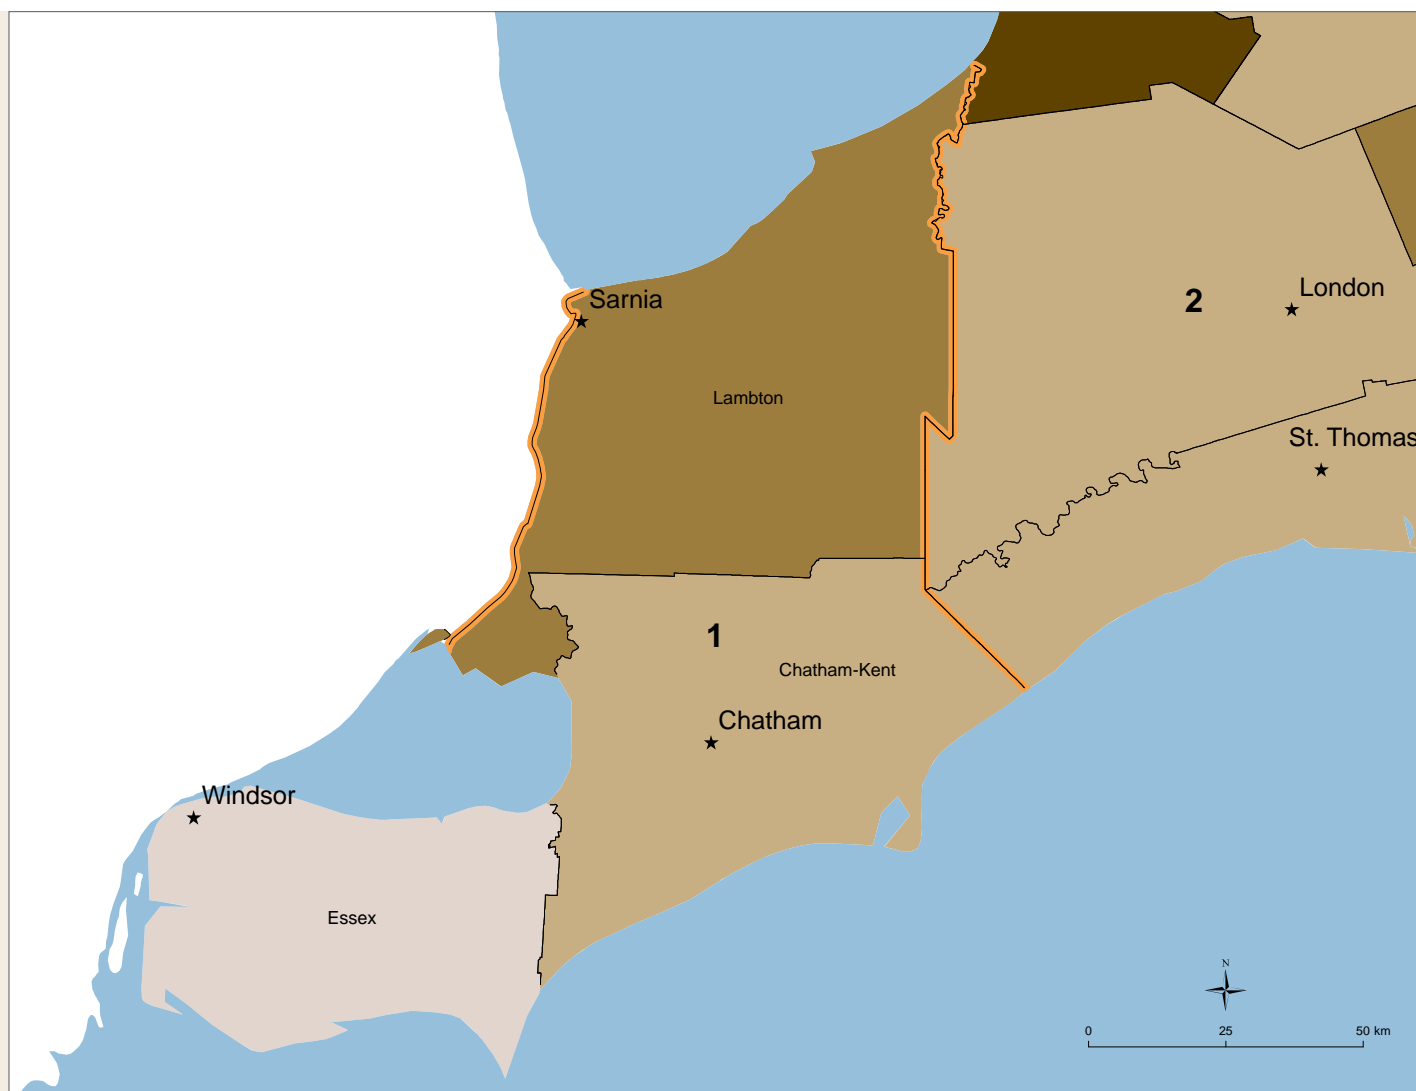 Sarnia
London
2
Lambton
St. Thomas
1
Chatham-Kent
Chatham
Windsor
Essex
N
0 25 50 km